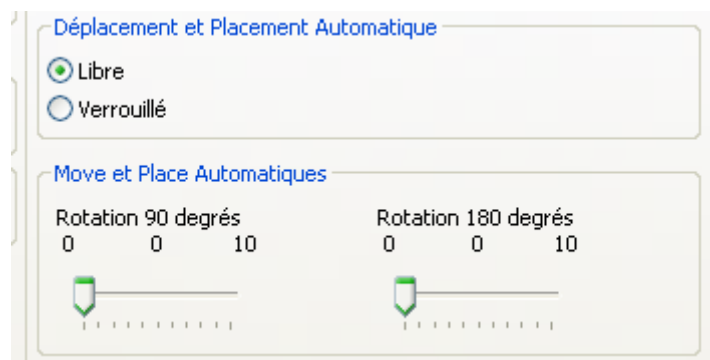 Déplacement et Placement Automatique
Libre
Verrouillé
Move et Place Automatiques
Rotation 90 degrés Rotation 180 degrés
0 0 10 0 0 10